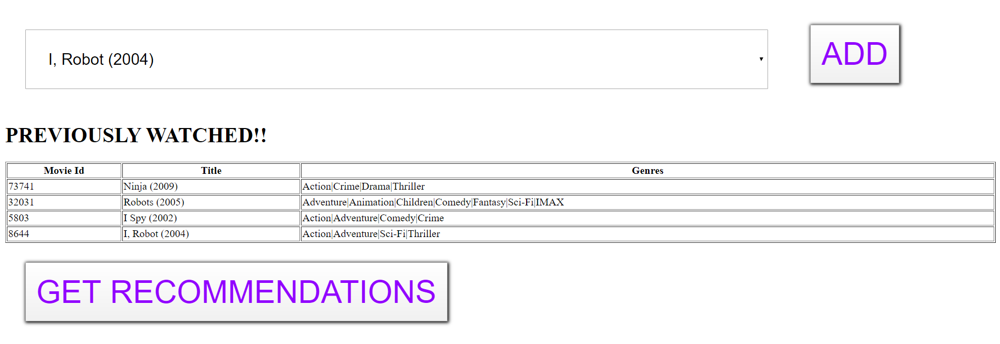 I, Robot (2004)
ADD
PREVIOUSLY WATCHED!!
Movie Id Title Genres
73741 Ninja (2009) Action|Crime|Drama|Thriller
32031 Robots (2005) Adventure|Animation|Children|Comedy|Fantasy|Sci-Fi|IMAX
5803 I Spy (2002) Action|Adventure|Comedy|Crime
8644 I, Robot (2004) Action|Adventure|Sci-Fi|Thriller
GET RECOMMENDATIONS